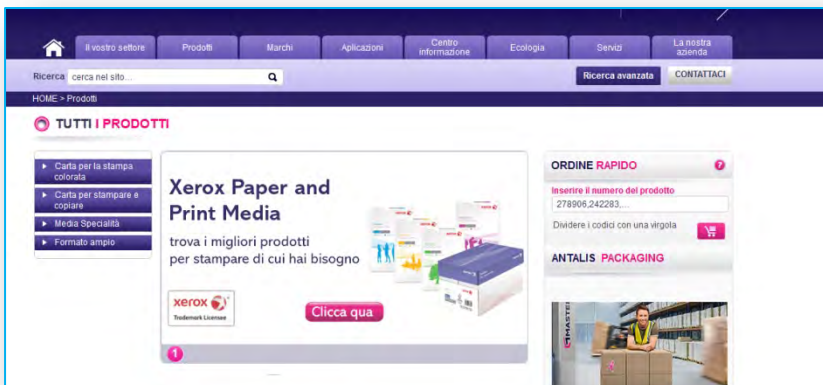 Il vostro settore
Prodotti
Marchi
Aplicazioni
Centro
informazione
Ecologia
Servizi
La nostra
azienda
Ricerca cerca nel sito...
Ricerca avanzata
CONTATTACI
HOME > Prodotti
TUTTI I PRODOTTI
Carta per la stampa
colorata
Carta per stampare e
copiare
Media Specialità
Formato ampio
Xerox Paper and
Print Media
trova i migliori prodotti
per stampare di cui hai bisogno
xerox
Trademark Licensee
Clicca qua
1
ORDINE RAPIDO
?
Inserire il numero del prodotto
278906,242283,...
Dividere i codici con una virgola
ANTALIS PACKAGING
MASTER